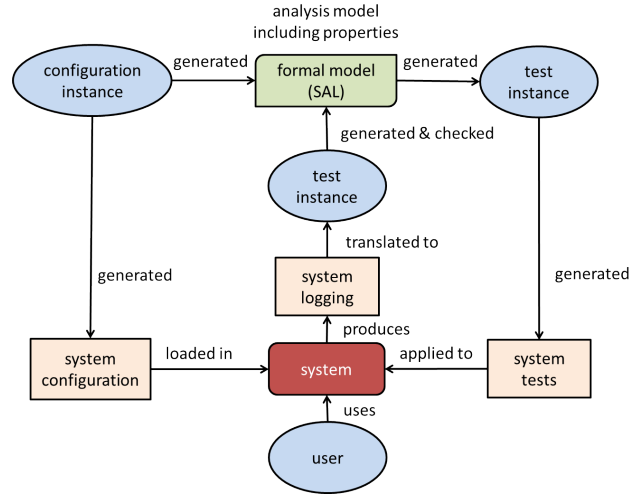 analysis model
including properties
generated
generated
configuration
instance
formal model
(SAL)
test
instance
generated & checked
test
instance
translated to
generated
system
logging
generated
produces
system
configuration
loaded in
system
applied to
system
tests
uses
user